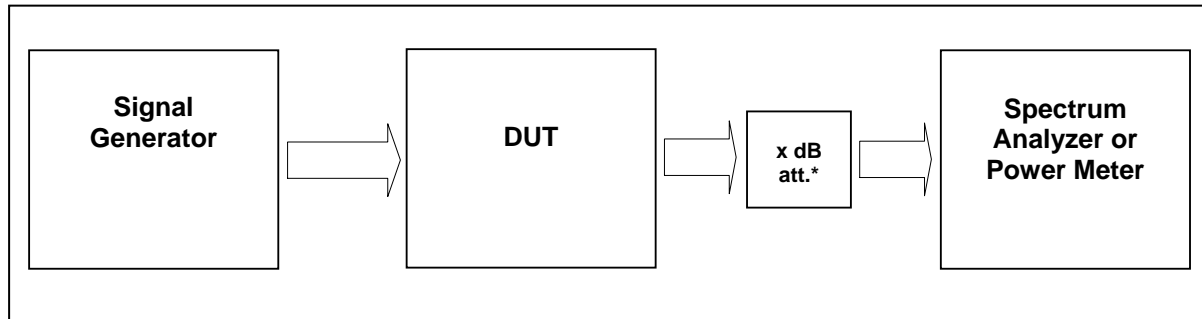 Signal
Generator
DUT
x dB
att.*
Spectrum
Analyzer or
Power Meter